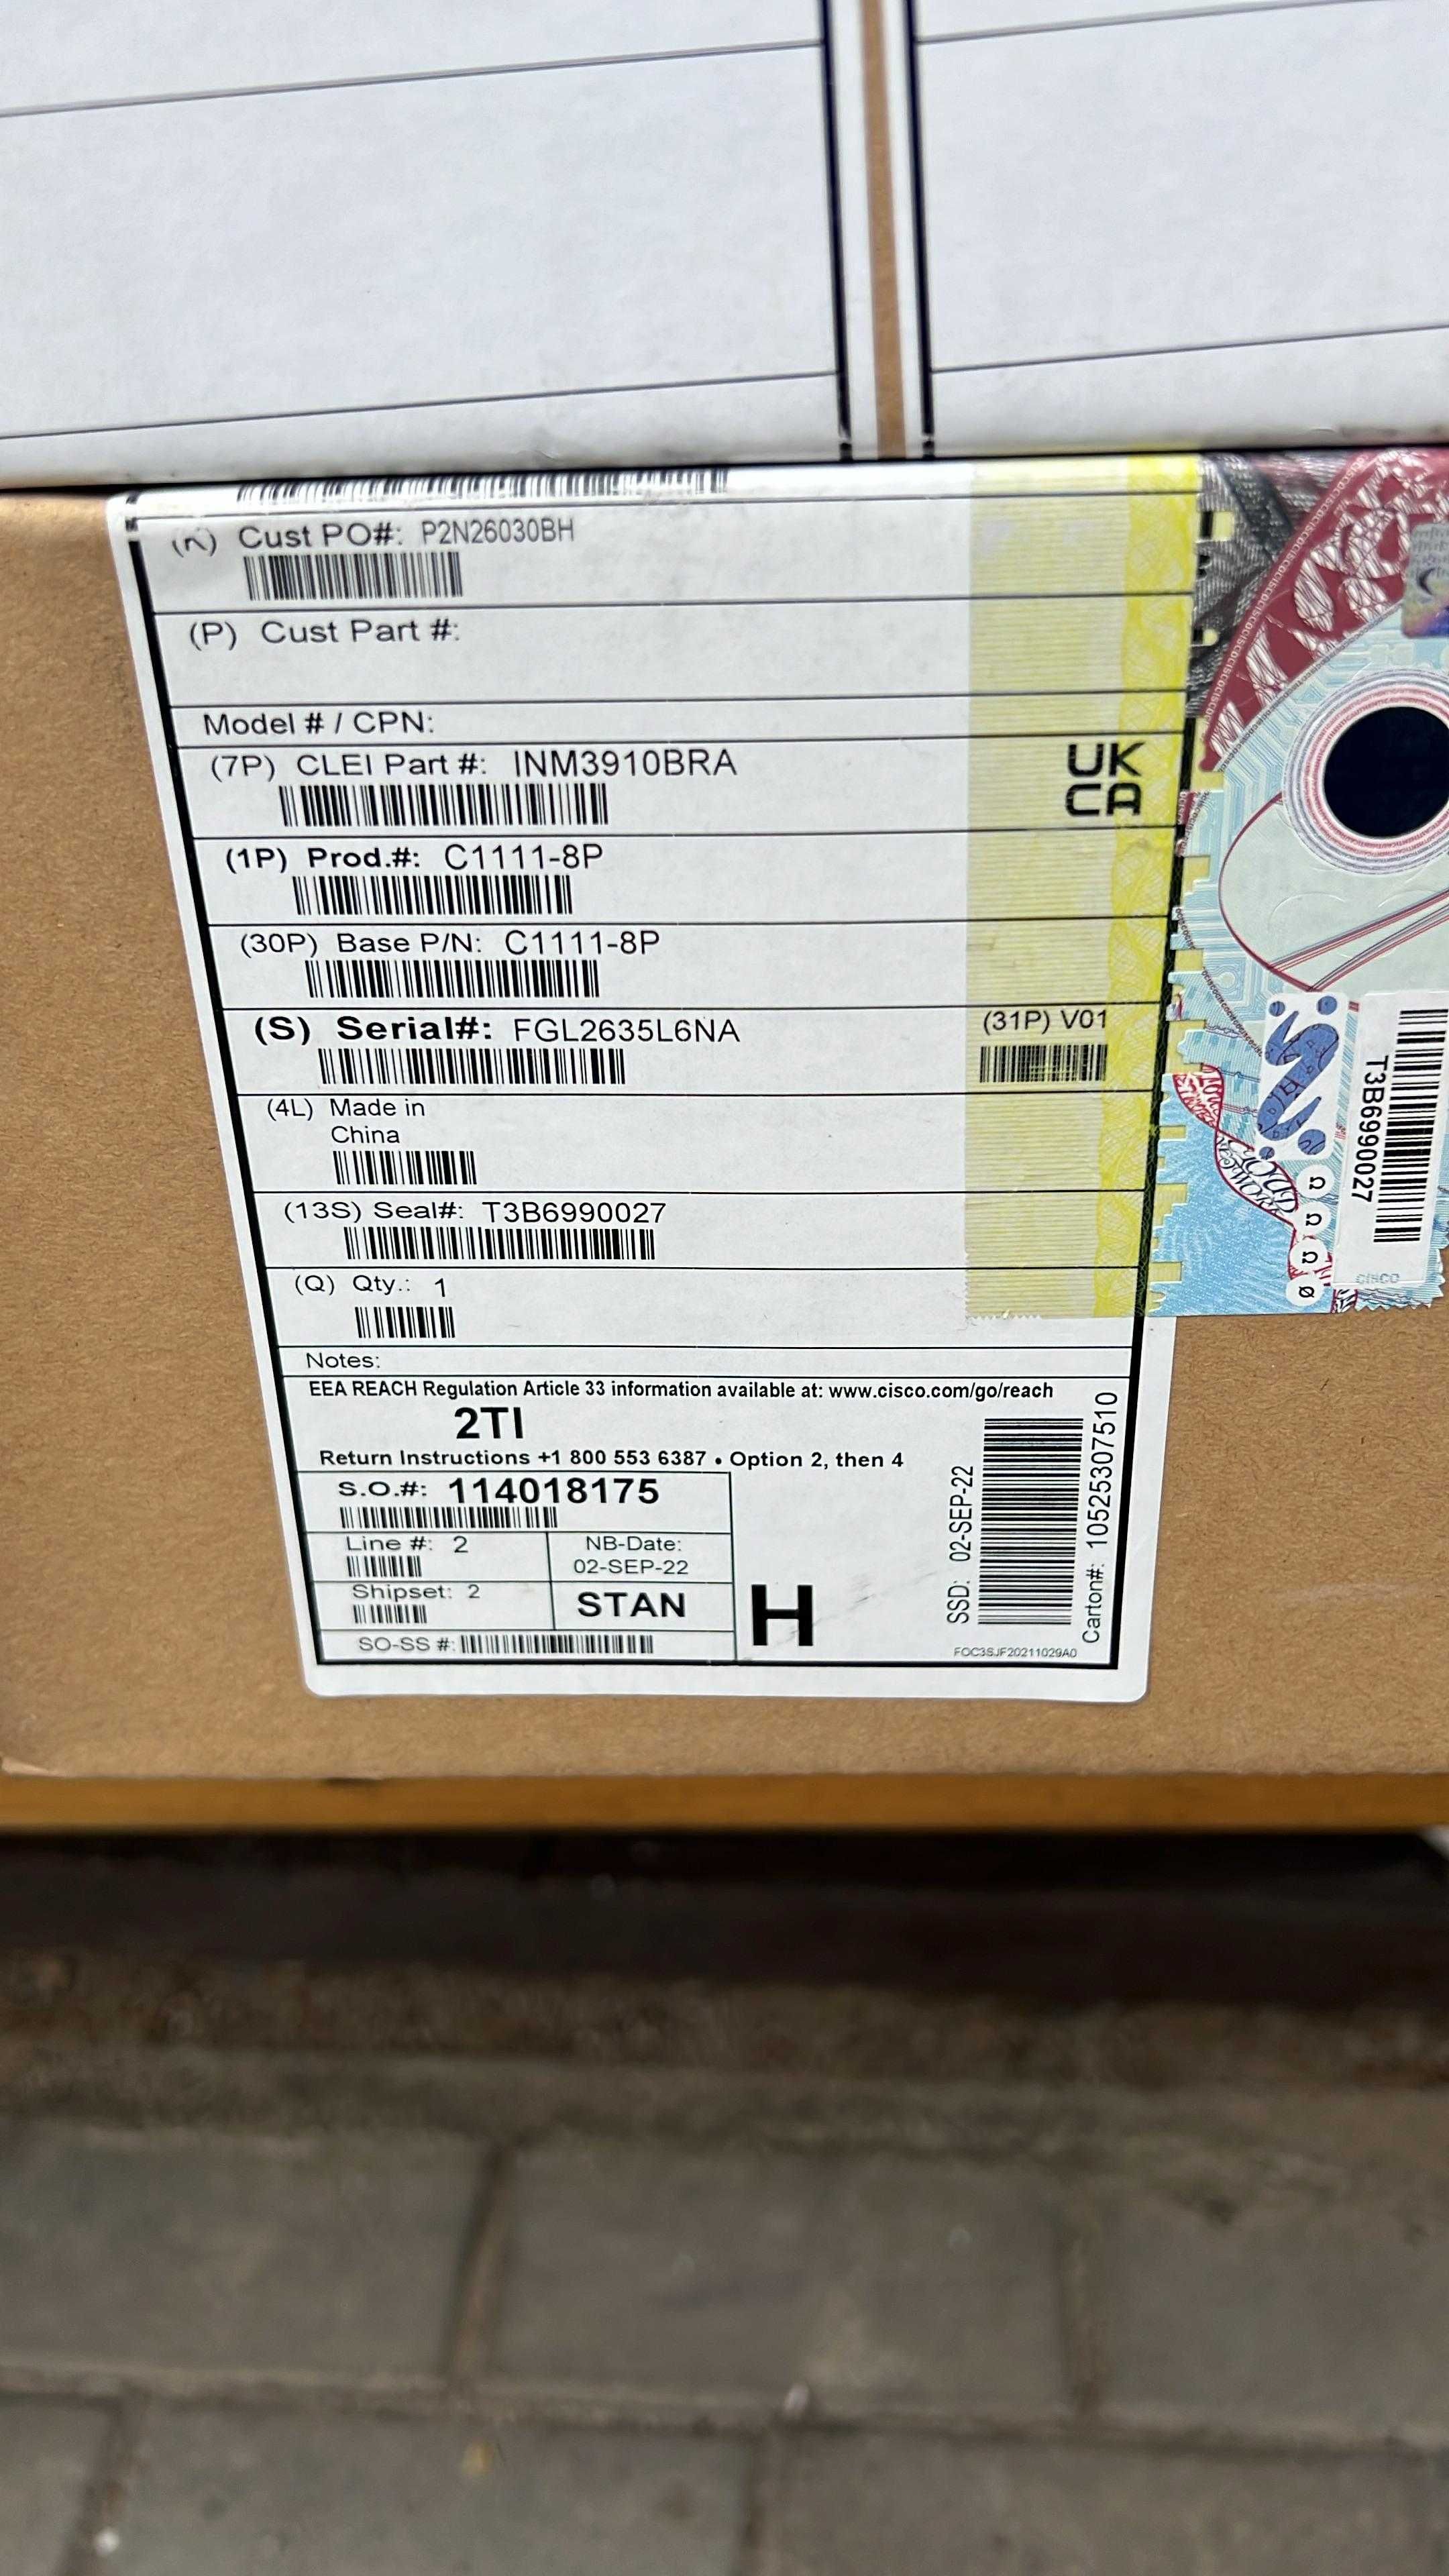 (K) Cust PO#: P2N26030BH
(P) Cust Part #:
Model # / CPN:
(7P) CLEI Part #: INM3910BRA
UK
CA
(1P) Prod.#: C1111-8P
(30P) Base P/N: C1111-8P
(S) Serial#: FGL2635L6NA
(31P) V01
(4L) Made in
China
(13S) Seal#: T3B6990027
(Q) Qty.: 1
Notes:
EEA REACH Regulation Article 33 information available at: www.cisco.com/go/reach
2TI
Return Instructions +1 800 553 6387 • Option 2, then 4
S.O.#: 114018175
Line #: 2
NB-Date:
02-SEP-22
Shipset: 2
STAN
SO-SS #:
H
SSD: 02-SEP-22
Carton#: 10525307510
FOC3SJF20211029A0
T3B6990027
CISCO